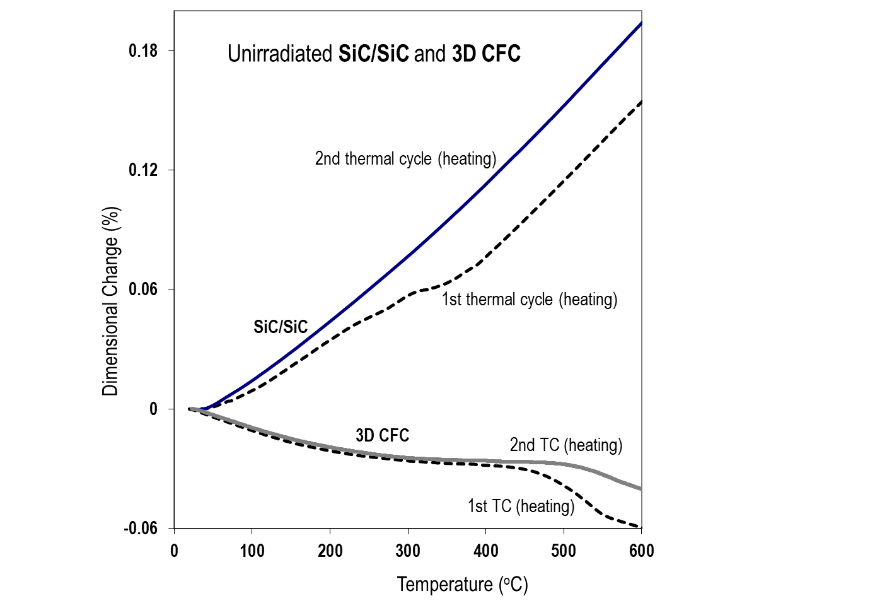 Unirradiated SiC/SiC and 3D CFC
0.18
2nd thermal cycle (heating)
0.12
Dimensional Change (%)
0.06
1st thermal cycle (heating)
SiC/SiC
0
3D CFC
2nd TC (heating)
1st TC (heating)
-0.06
0 100 200 300 400 500 600
Temperature (ºC)